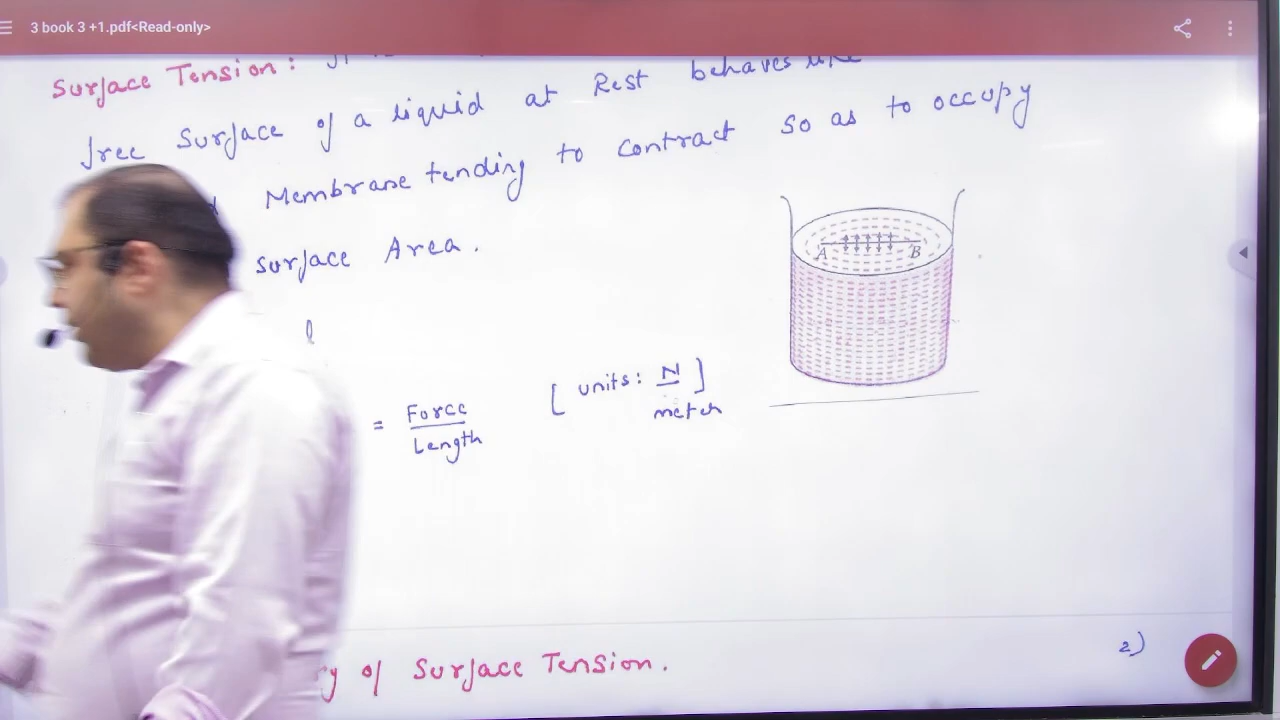 3 book 3 +1.pdf<Read-only>
Surface Tension:
free Surface of a liquid at Rest behaves
Membrane tending to contract so as to occupy
surface Area.
A B
l
= Force / Length [units: N / meter]
of Surface Tension.
2)